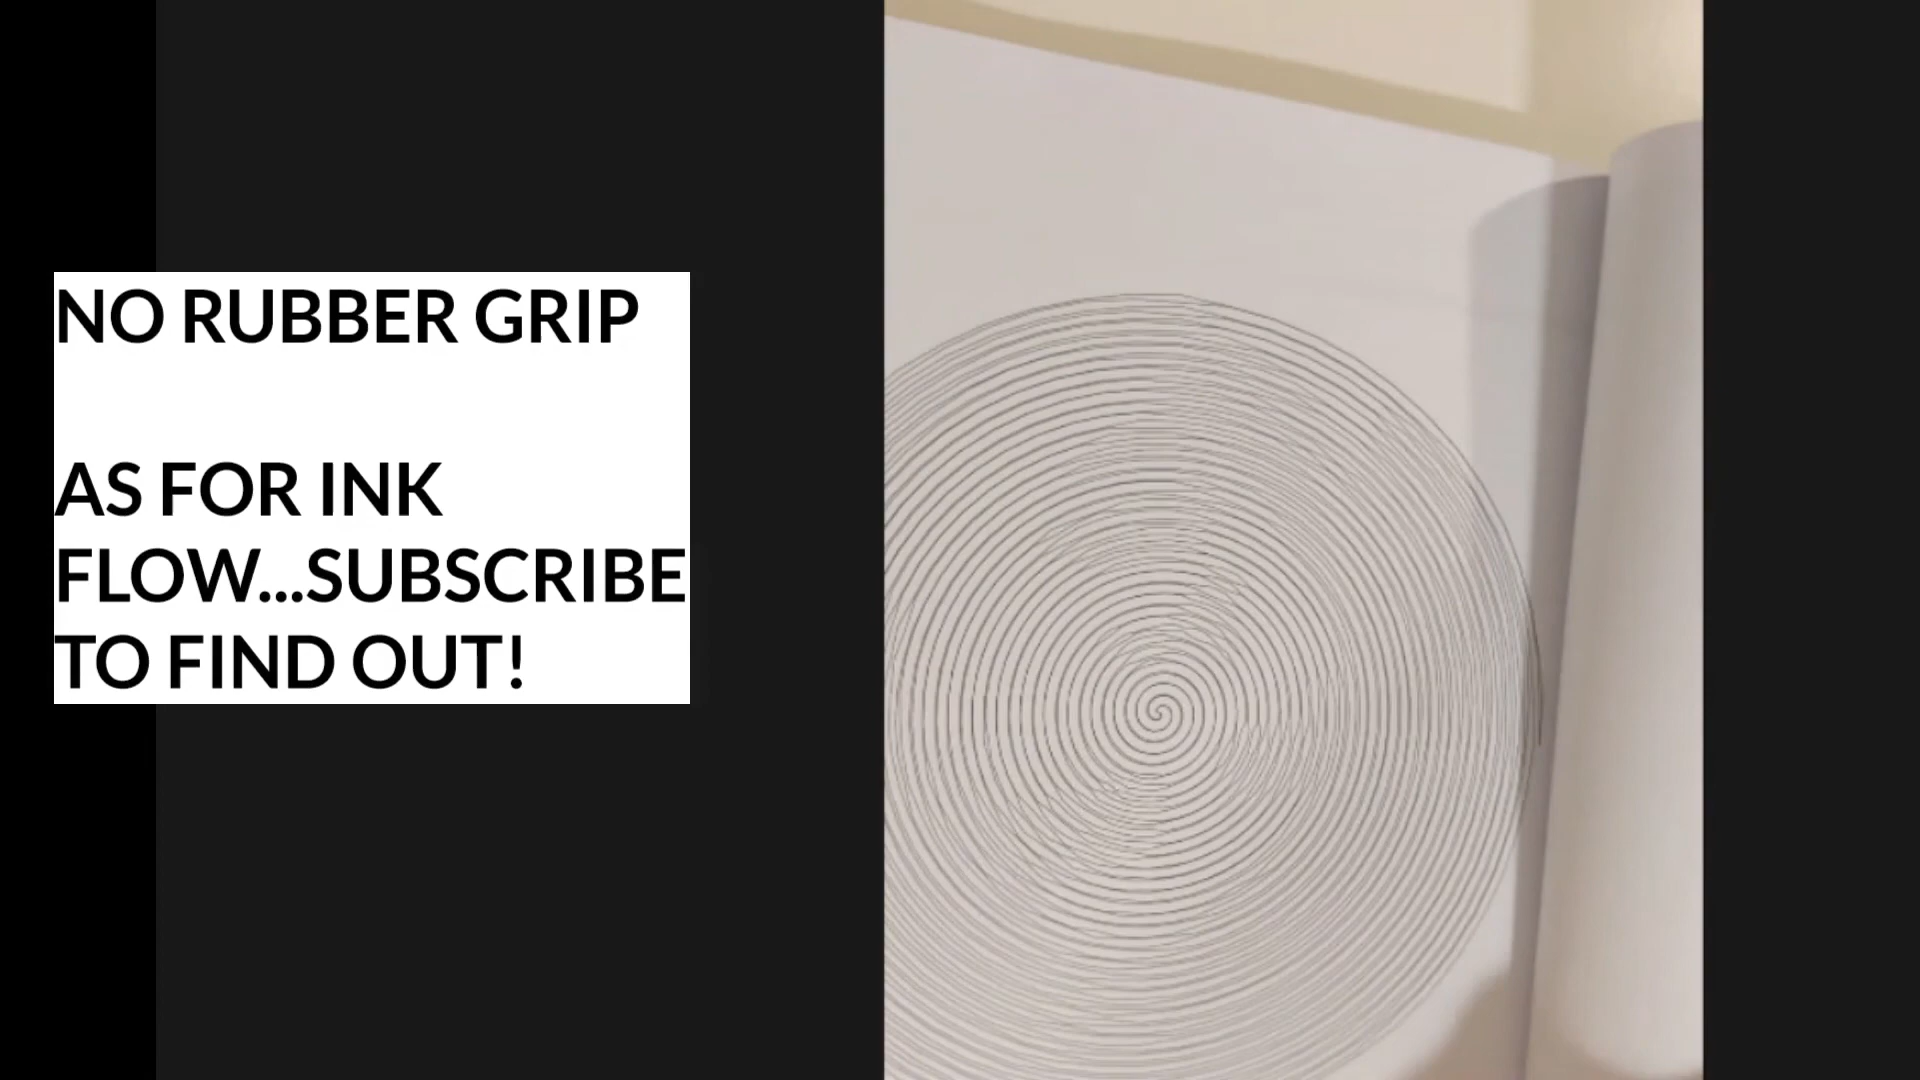 NO RUBBER GRIP
AS FOR INK
FLOW...SUBSCRIBE
TO FIND OUT!